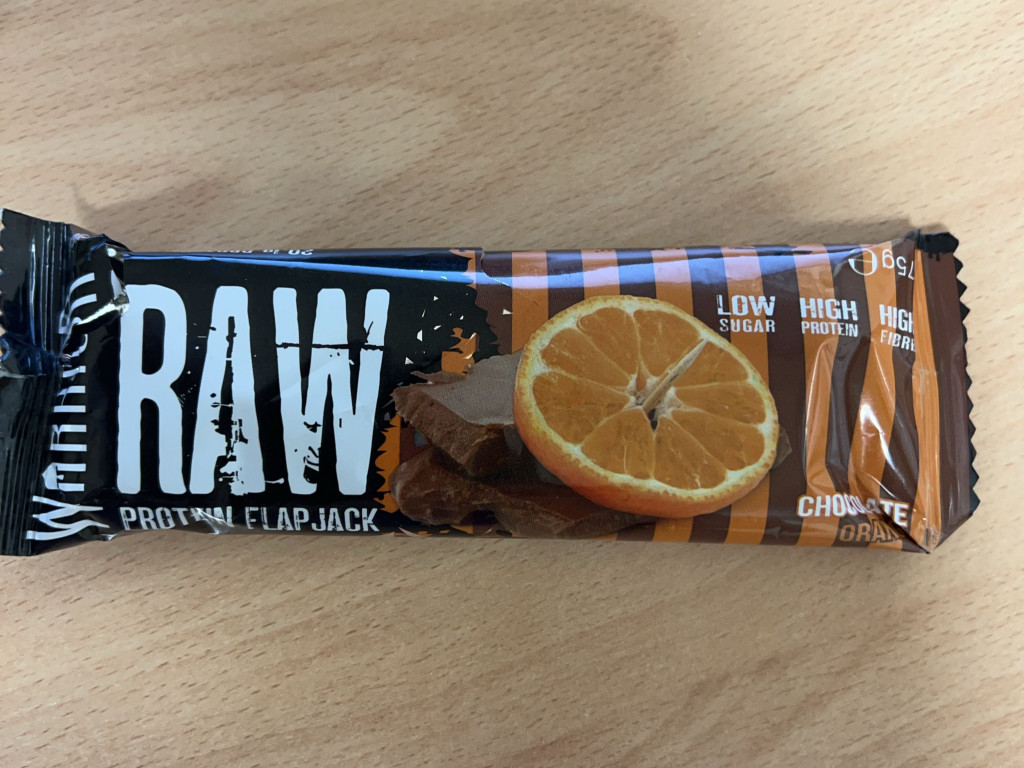 Warrior
RAW
PROTEIN FLAPJACK
LOW
SUGAR
HIGH
PROTEIN
HIGH
FIBRE
CHOCOLATE
ORANGE
75g e